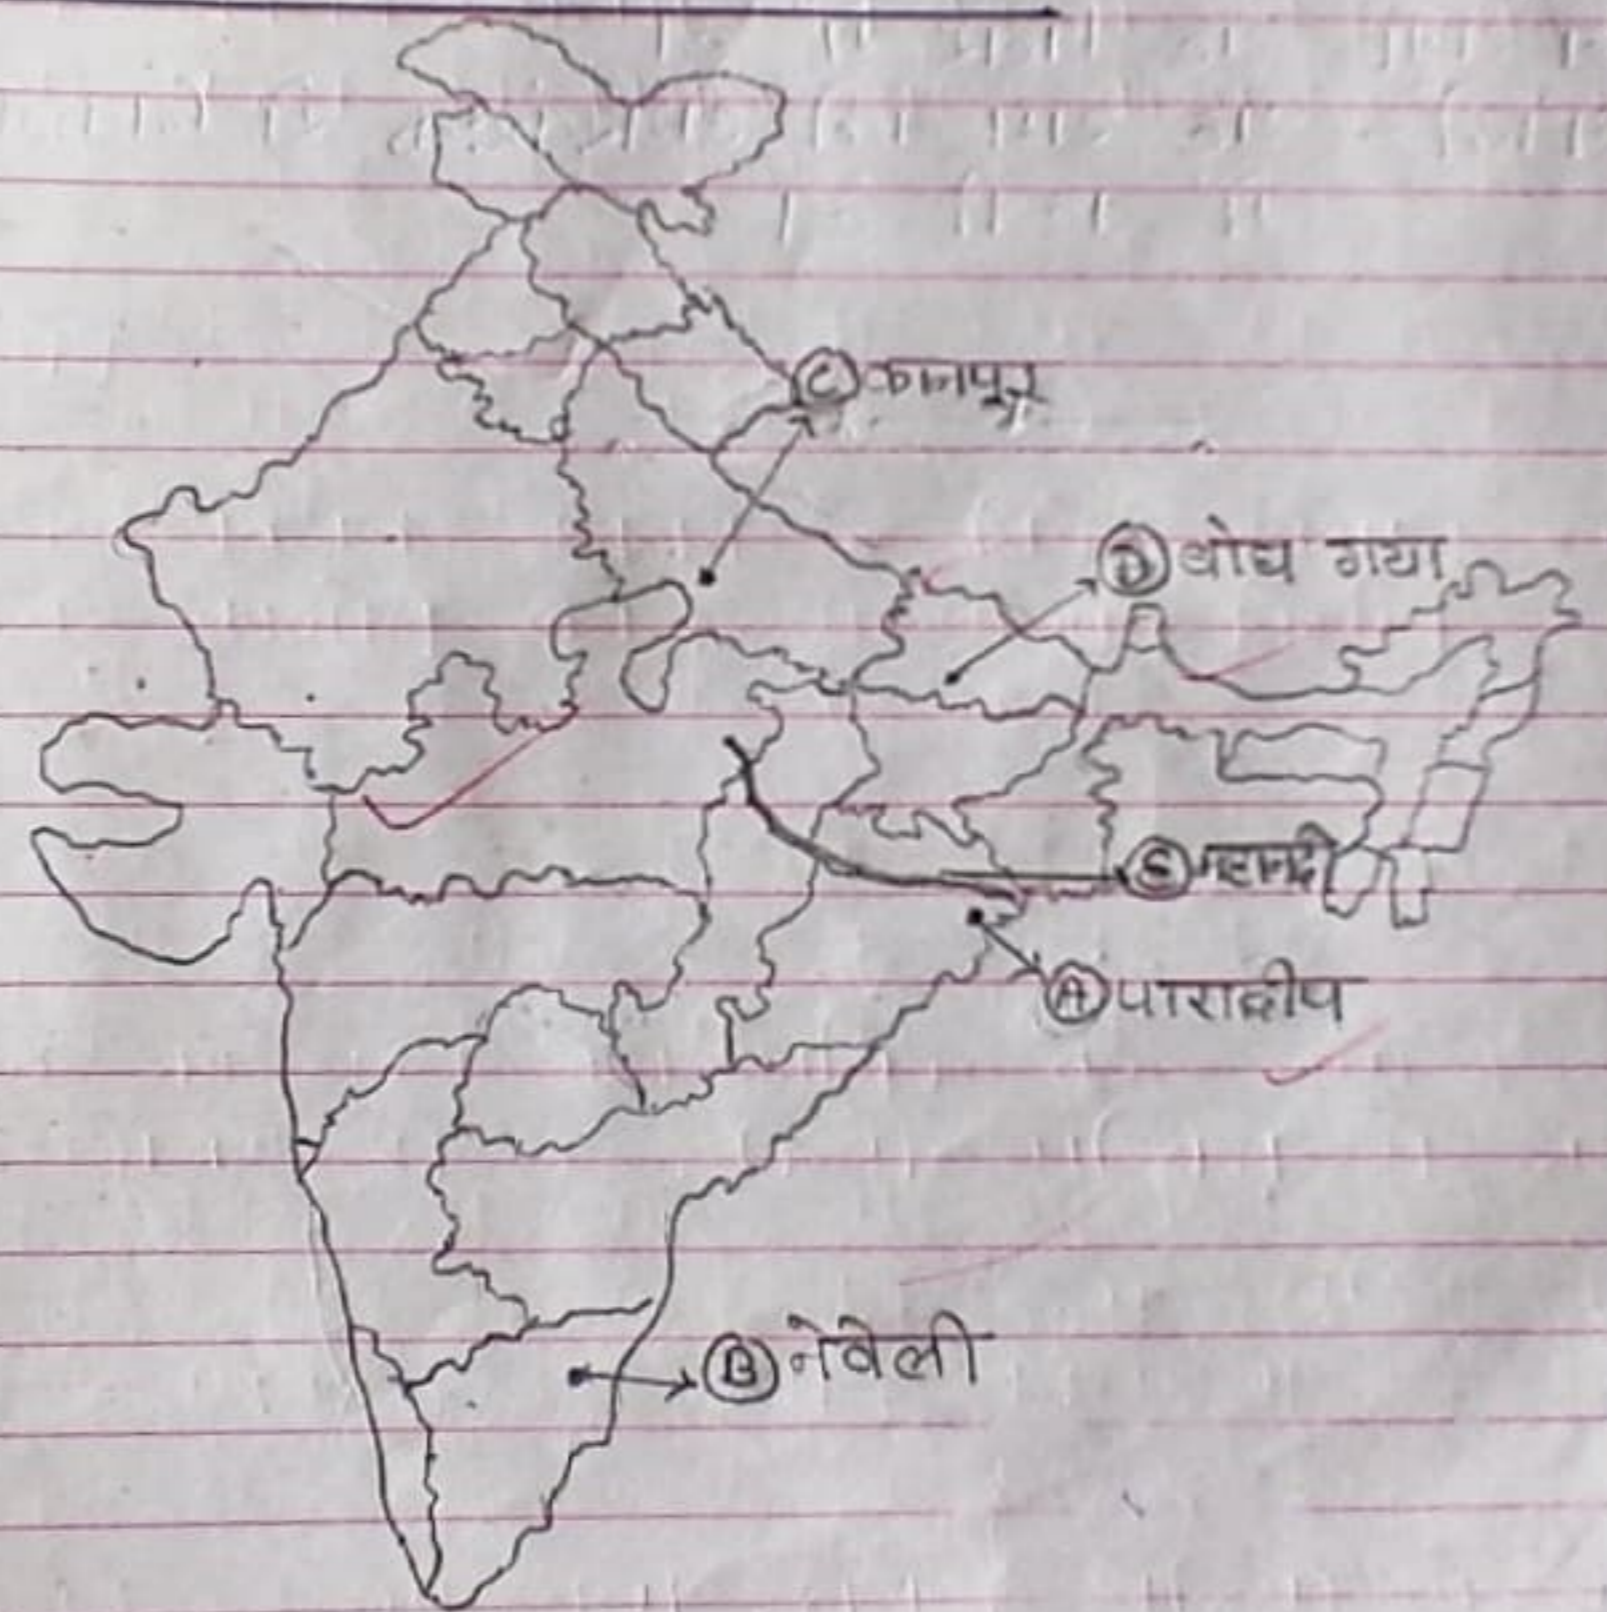 Ⓒ कानपुर
Ⓓ बोध गया
Ⓔ महानदी
Ⓐ पाराद्वीप
Ⓑ नेवेली